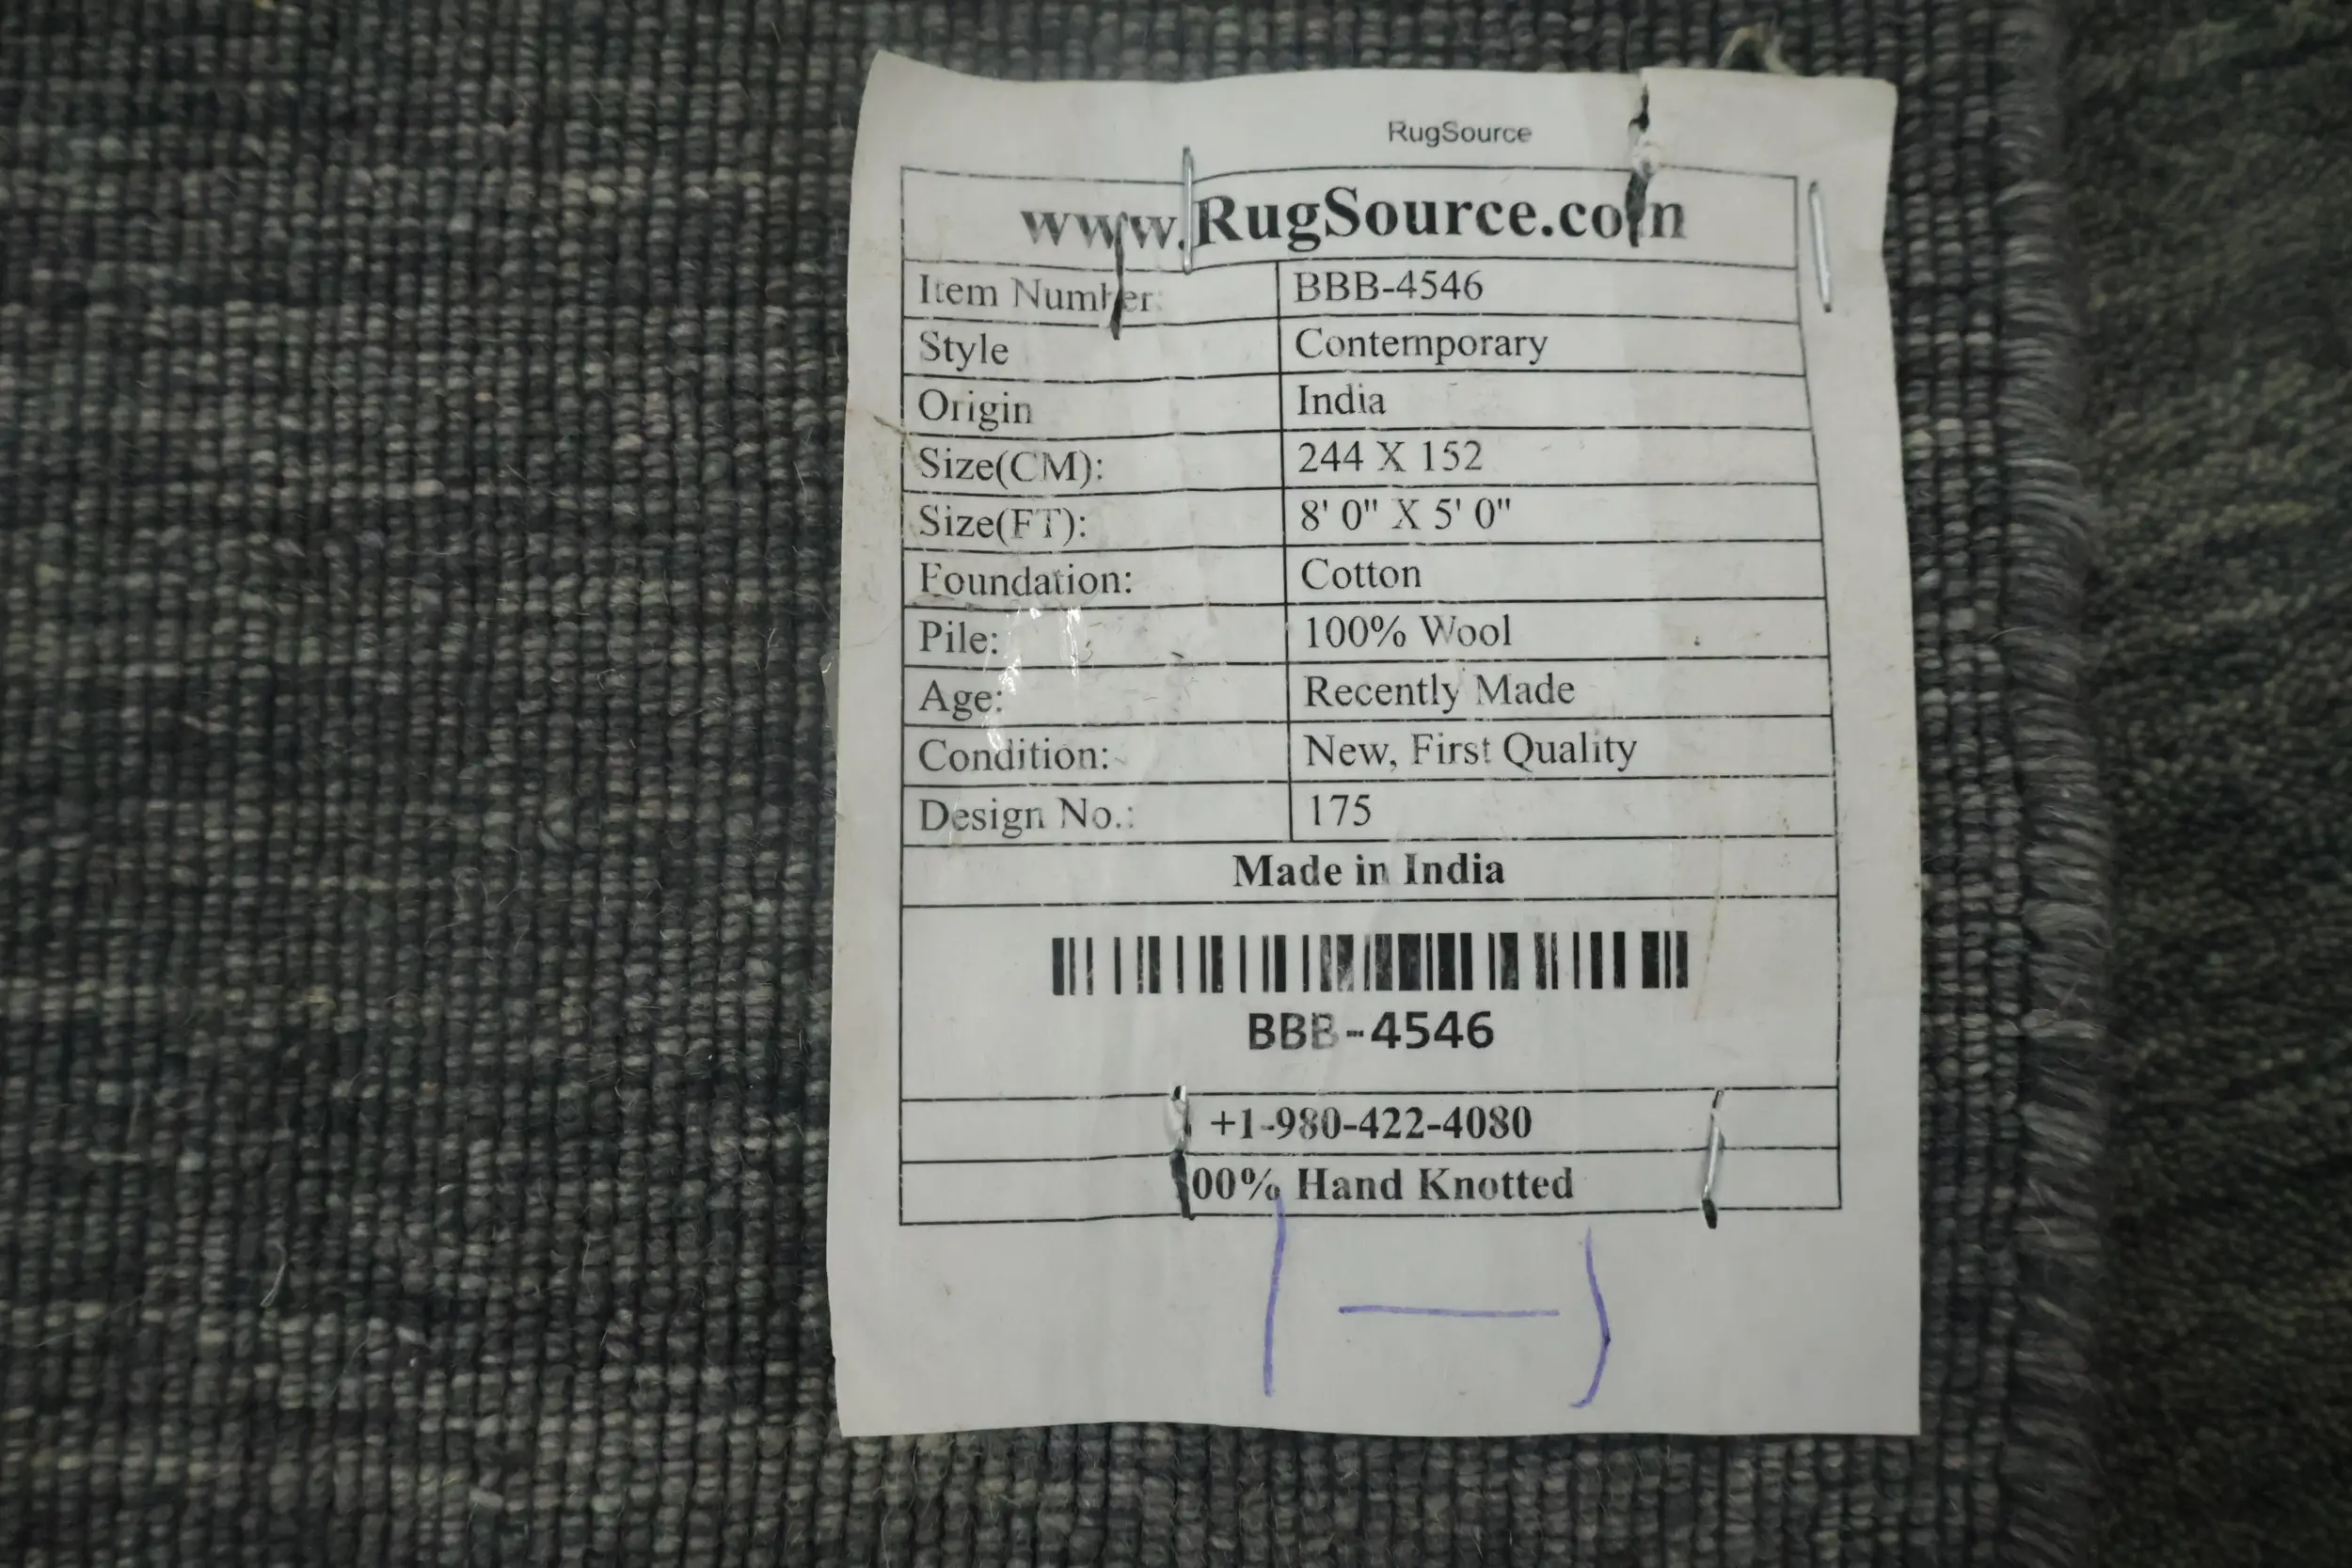 RugSource
www.RugSource.com
Item Number: BBB-4546
Style Contemporary
Origin India
Size(CM): 244 X 152
Size(FT): 8' 0" X 5' 0"
Foundation: Cotton
Pile: 100% Wool
Age: Recently Made
Condition: New, First Quality
Design No.: 175
Made in India
BBB-4546
+1-980-422-4080
100% Hand Knotted